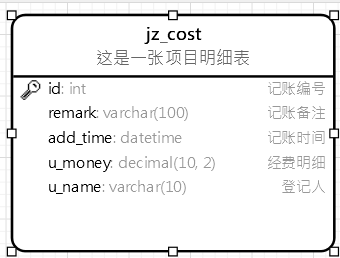 jz_cost
这是一张项目明细表
id: int 记账编号
remark: varchar(100) 记账备注
add_time: datetime 记账时间
u_money: decimal(10, 2) 经费明细
u_name: varchar(10) 登记人